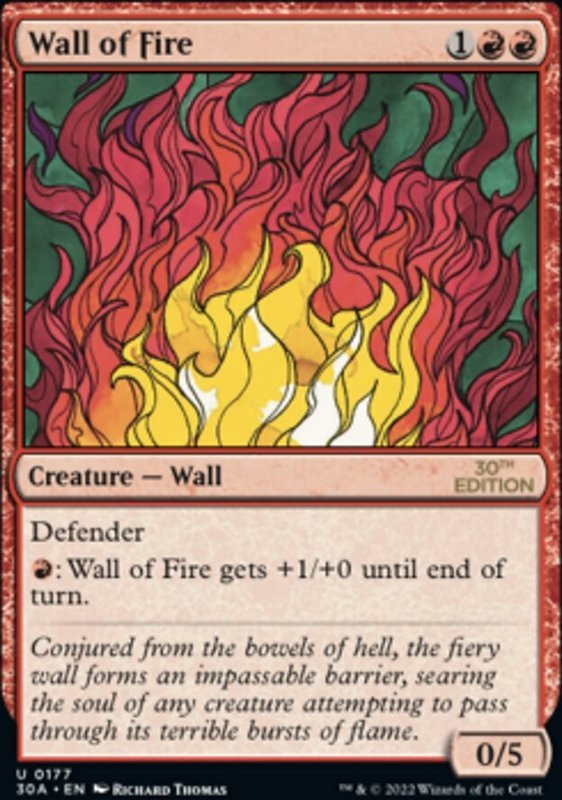 Wall of Fire 1
Creature — Wall
30TH
EDITION
Defender
: Wall of Fire gets +1/+0 until end of
turn.
Conjured from the bowels of hell, the fiery
wall forms an impassable barrier, searing
the soul of any creature attempting to pass
through its terrible bursts of flame.
0/5
U 0177
30A • EN Richard Thomas
™ & © 2022 Wizards of the Coast